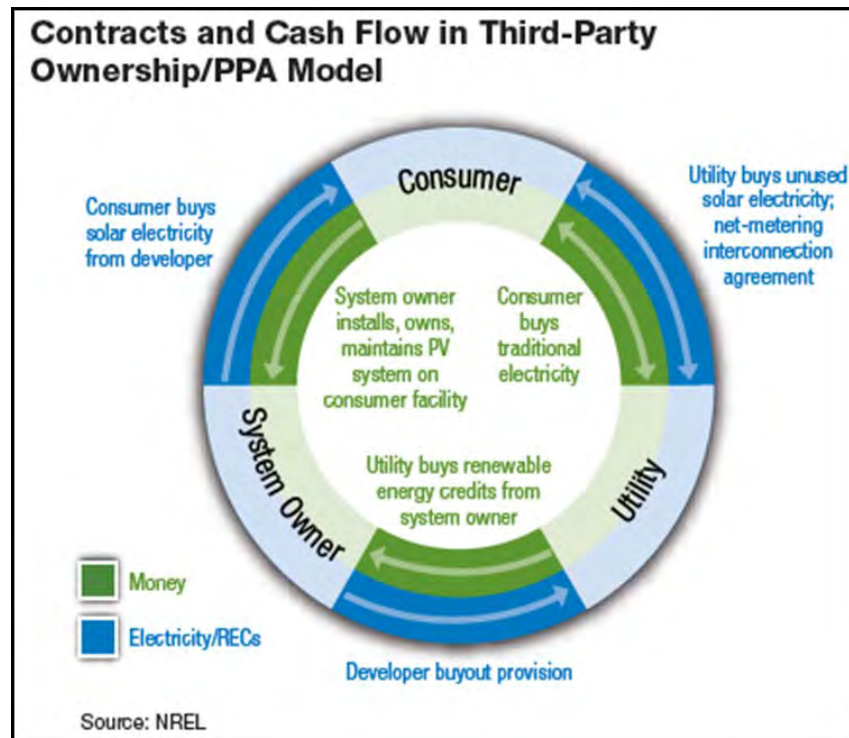 Contracts and Cash Flow in Third-Party
Ownership/PPA Model
Consumer
Consumer buys
solar electricity
from developer
Utility buys unused
solar electricity;
net-metering
interconnection
agreement
System owner
installs, owns,
maintains PV
system on
consumer facility
Consumer
buys
traditional
electricity
System Owner
Utility
Utility buys renewable
energy credits from
system owner
Money
Electricity/RECs
Developer buyout provision
Source: NREL